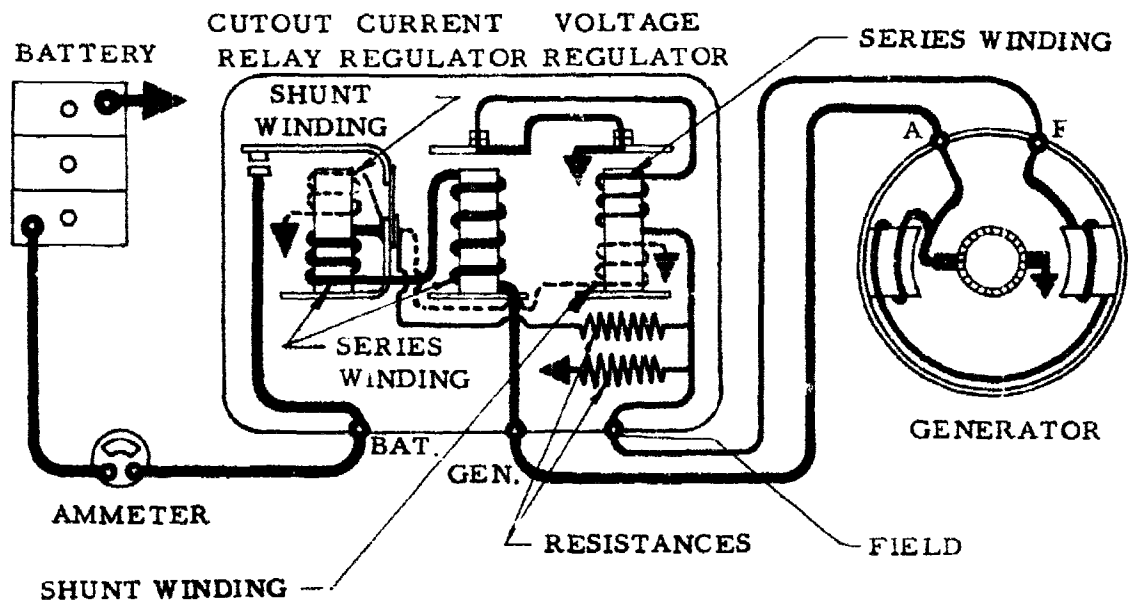 CUTOUT CURRENT VOLTAGE
RELAY REGULATOR REGULATOR
SERIES WINDING
BATTERY
SHUNT
WINDING
A
F
SERIES
WINDING
BAT.
GEN.
GENERATOR
AMMETER
RESISTANCES
FIELD
SHUNT WINDING